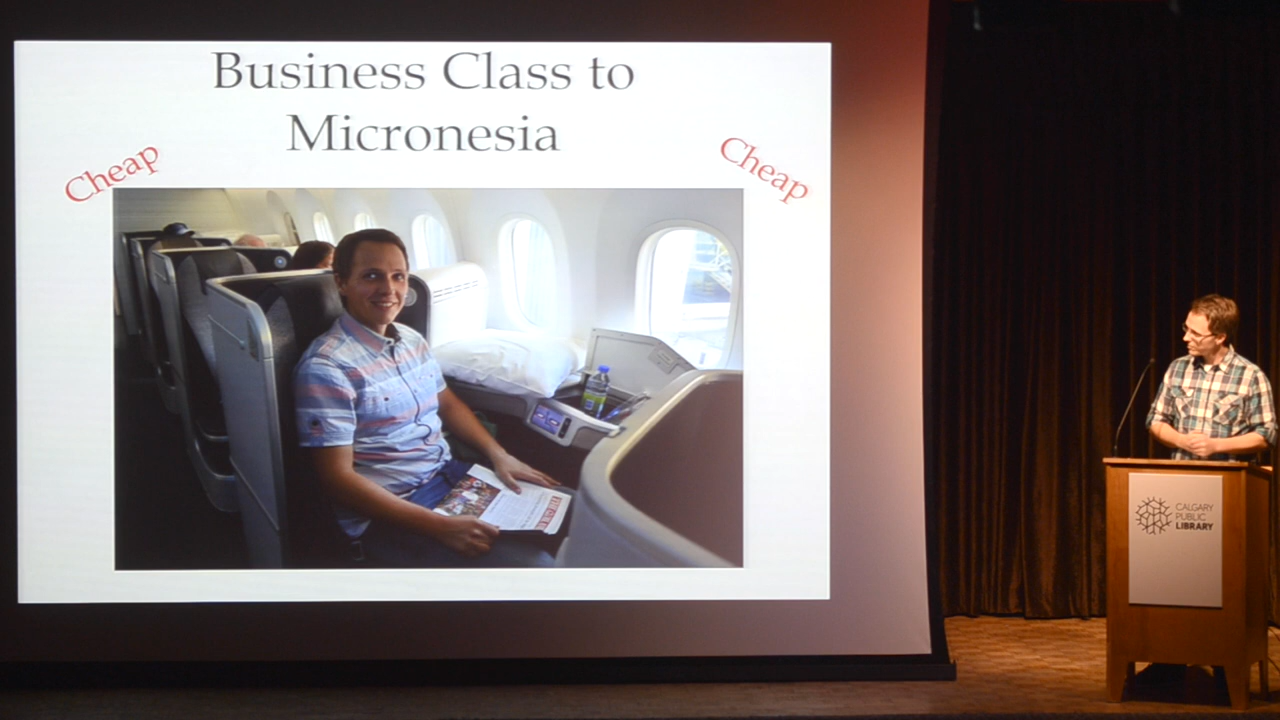 Business Class to
Micronesia
Cheap
Cheap
CALGARY
PUBLIC
LIBRARY